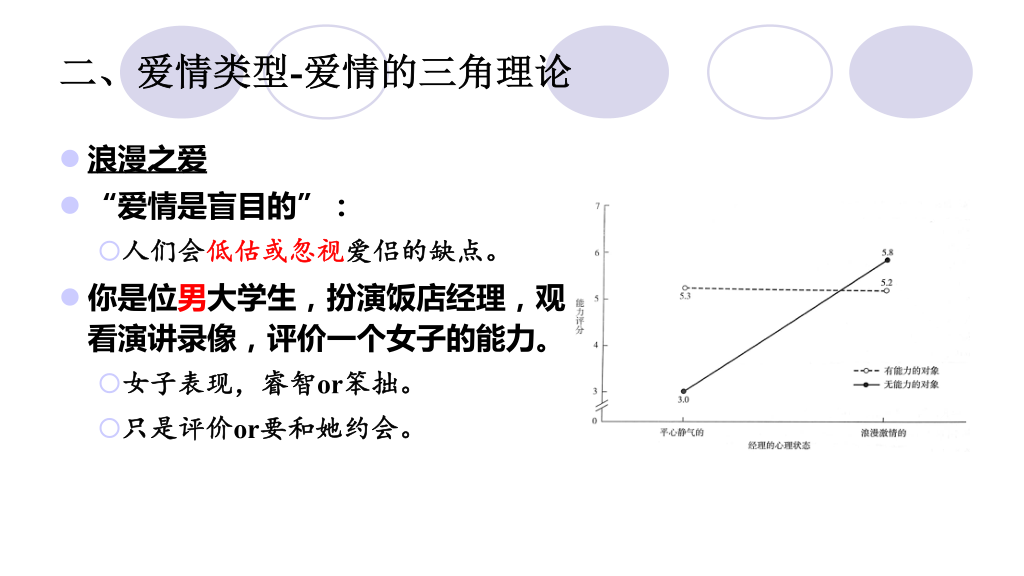 二、爱情类型-爱情的三角理论
浪漫之爱
“爱情是盲目的”：
人们会低估或忽视爱侣的缺点。
你是位男大学生，扮演饭店经理，观
看演讲录像，评价一个女子的能力。
女子表现，睿智or笨拙。
只是评价or要和她约会。
7
6
5
4
3
0
能力评分
5.3
3.0
5.8
5.2
有能力的对象
无能力的对象
平心静气的
浪漫激情的
经理的心理状态